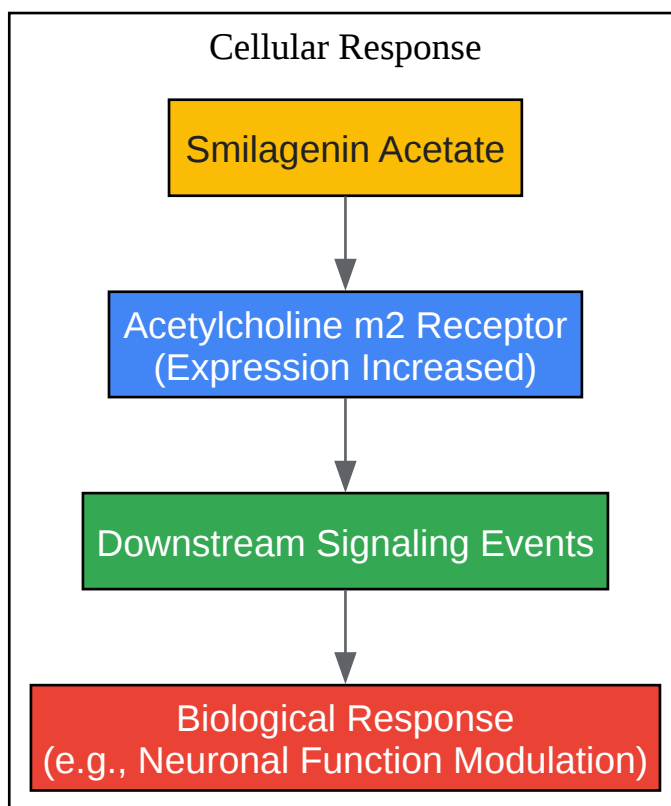 Cellular Response
Smilagenin Acetate
Acetylcholine m2 Receptor
(Expression Increased)
Downstream Signaling Events
Biological Response
(e.g., Neuronal Function Modulation)